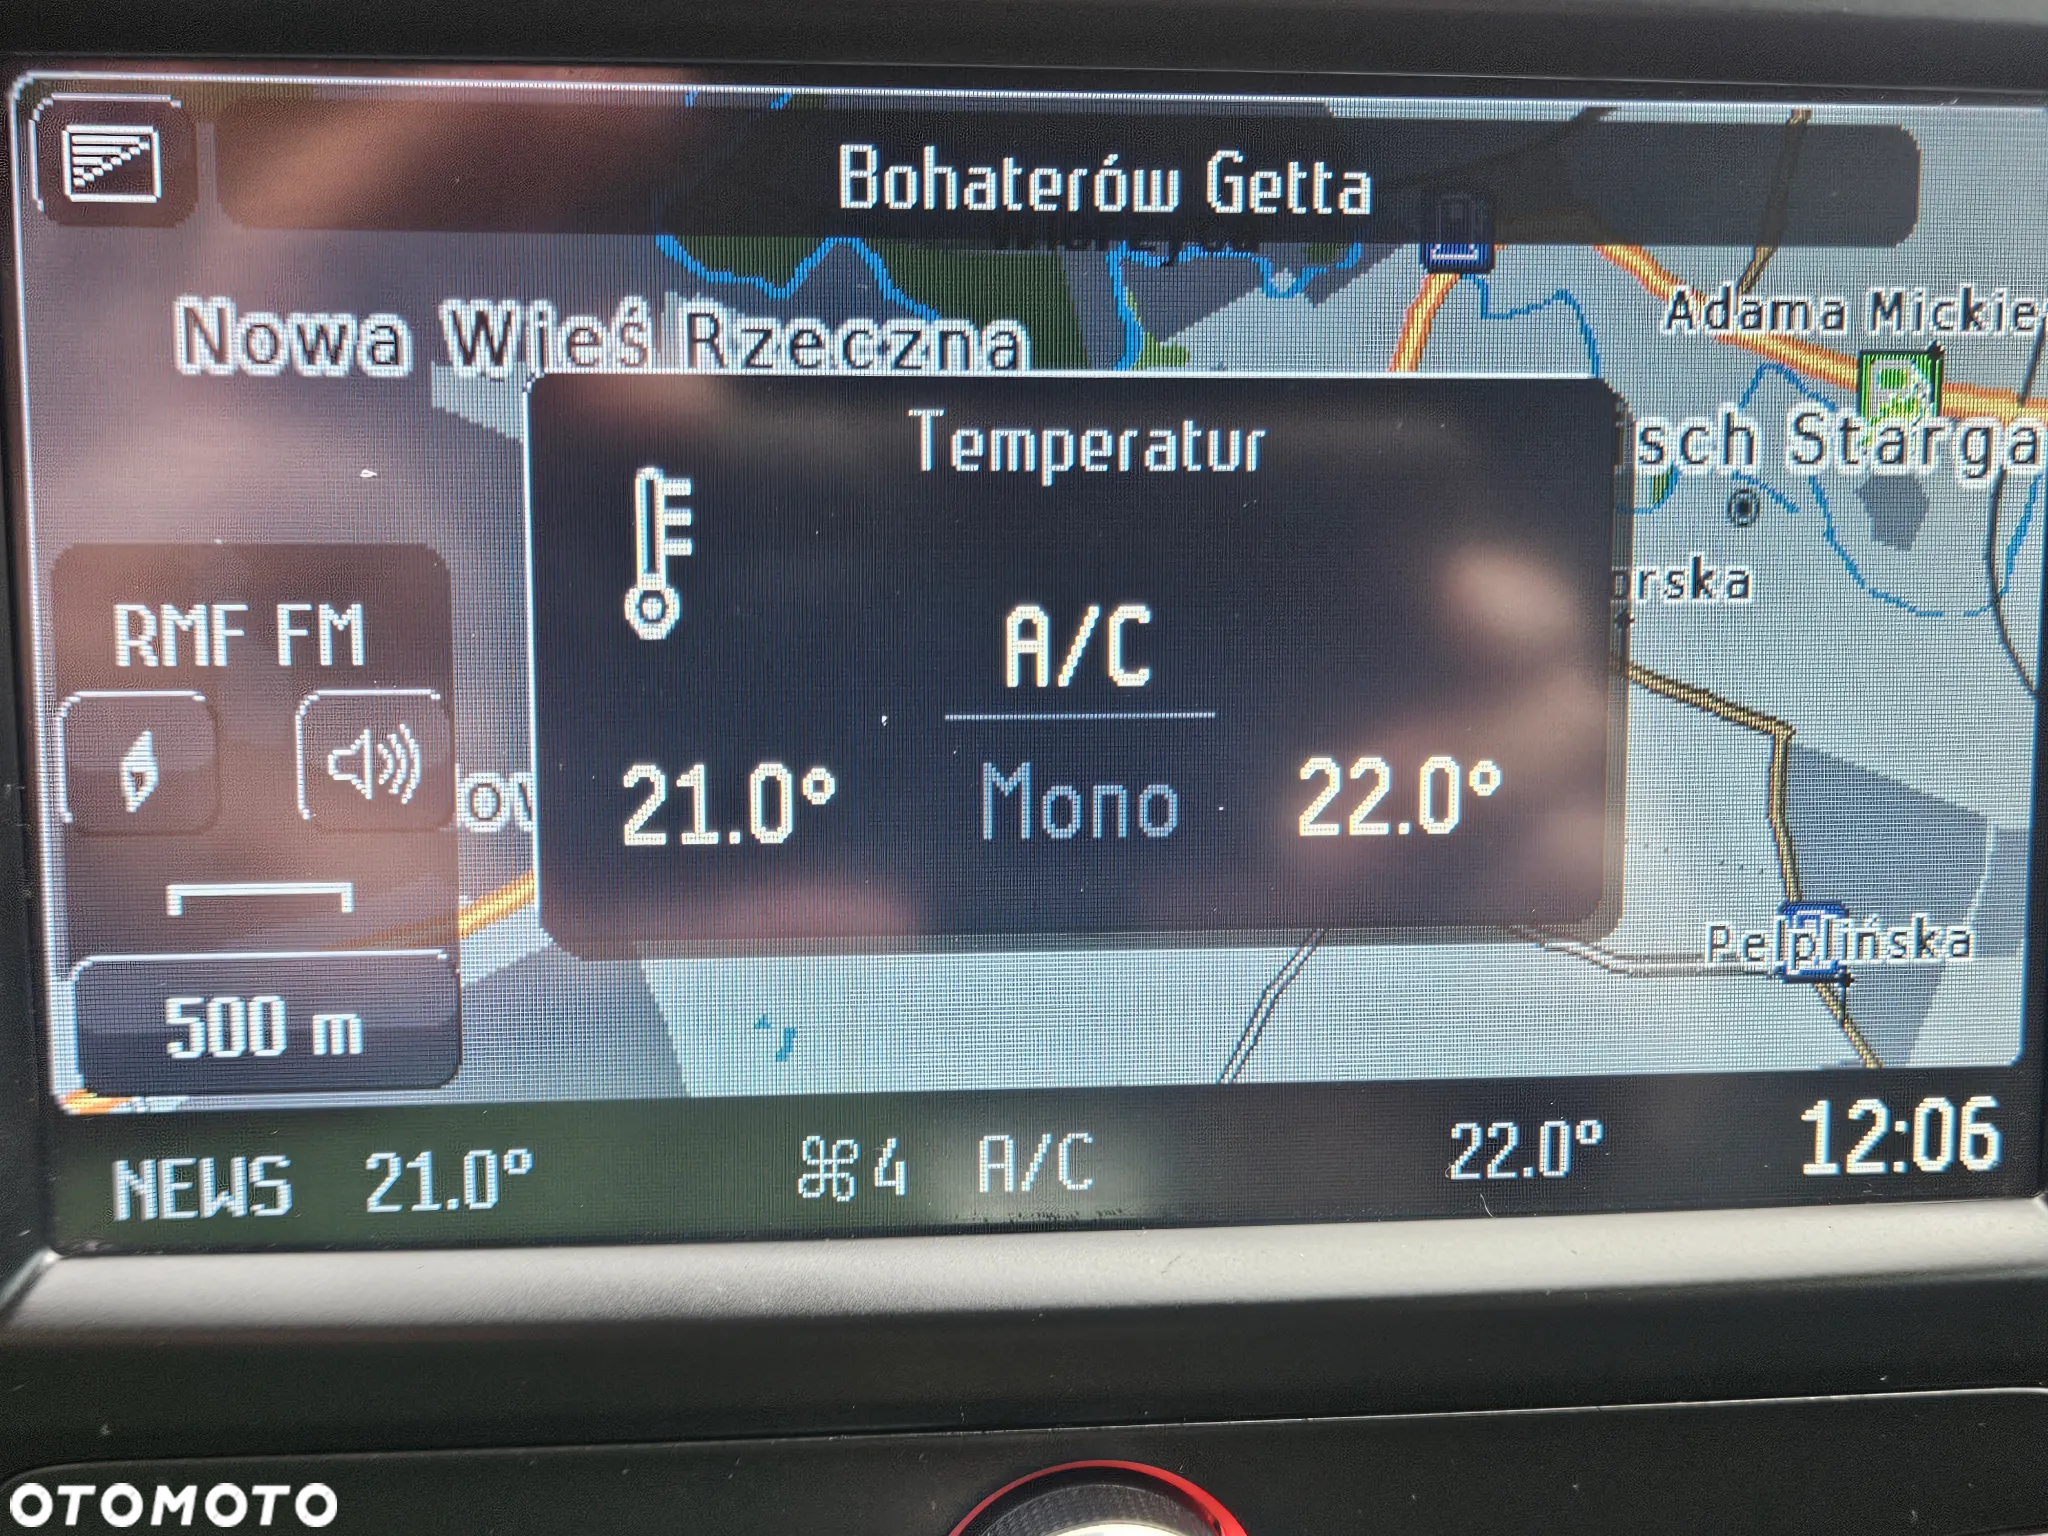 Bohaterów Getta
Adama Mickie
Nowa Wieś Rzeczna
sch Starga
Temperatur
orska
RMF FM
A/C
21.0° Mono 22.0°
Pelplińska
500 m
NEWS 21.0° ⌘4 A/C 22.0° 12:06
OTOMOTO